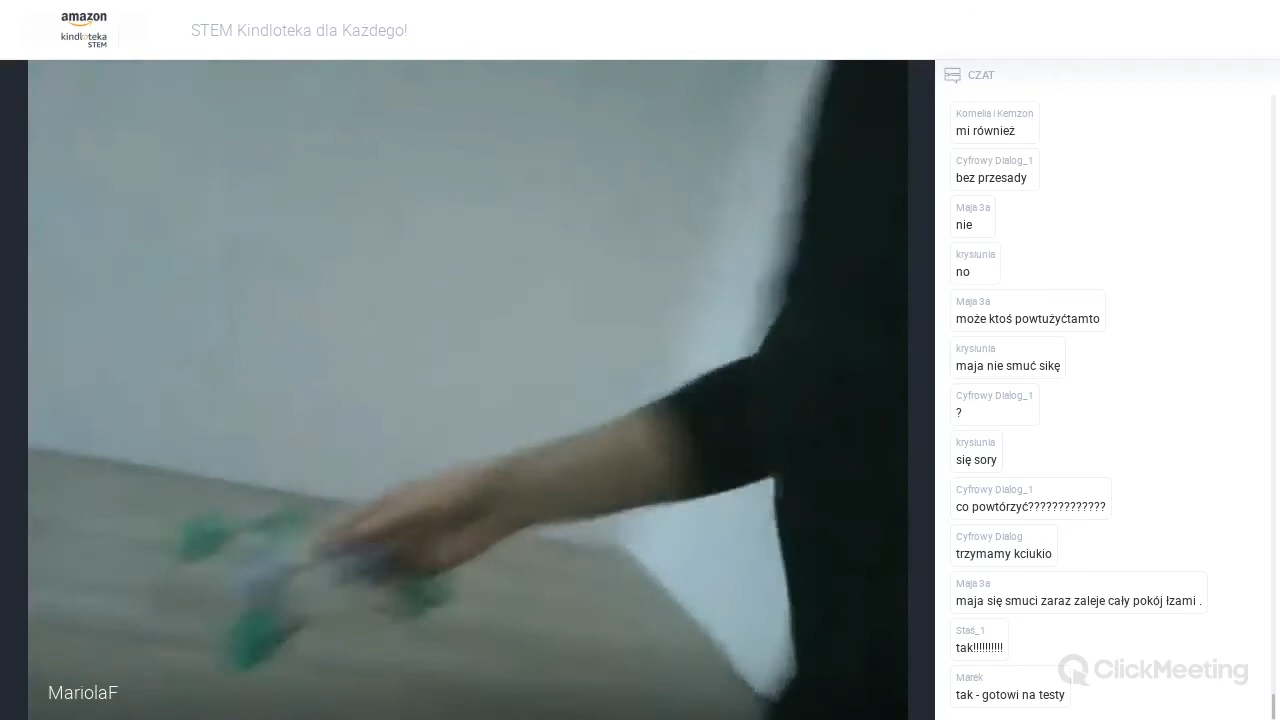 amazon
kindloteka
STEM
STEM Kindloteka dla Każdego!
CZAT
Kornelia i Kemzon
mi również
Cyfrowy Dialog_1
bez przesady
Maja 3a
nie
krysiunia
no
Maja 3a
może ktoś powtużyćtamto
krysiunia
maja nie smuć sikę
Cyfrowy Dialog_1
?
krysiunia
się sory
Cyfrowy Dialog_1
co powtórzyć?????????????
Cyfrowy Dialog
trzymamy kciukio
Maja 3a
maja się smuci zaraz zaleje cały pokój łzami .
Staś_1
tak!!!!!!!!!!
Marek
tak - gotowi na testy
ClickMeeting
MariolaF